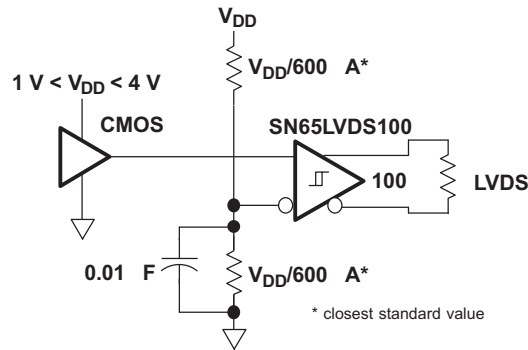 VDD
VDD/600 A*
1 V < VDD < 4 V
CMOS
SN65LVDS100
100
LVDS
0.01 F
VDD/600 A*
* closest standard value